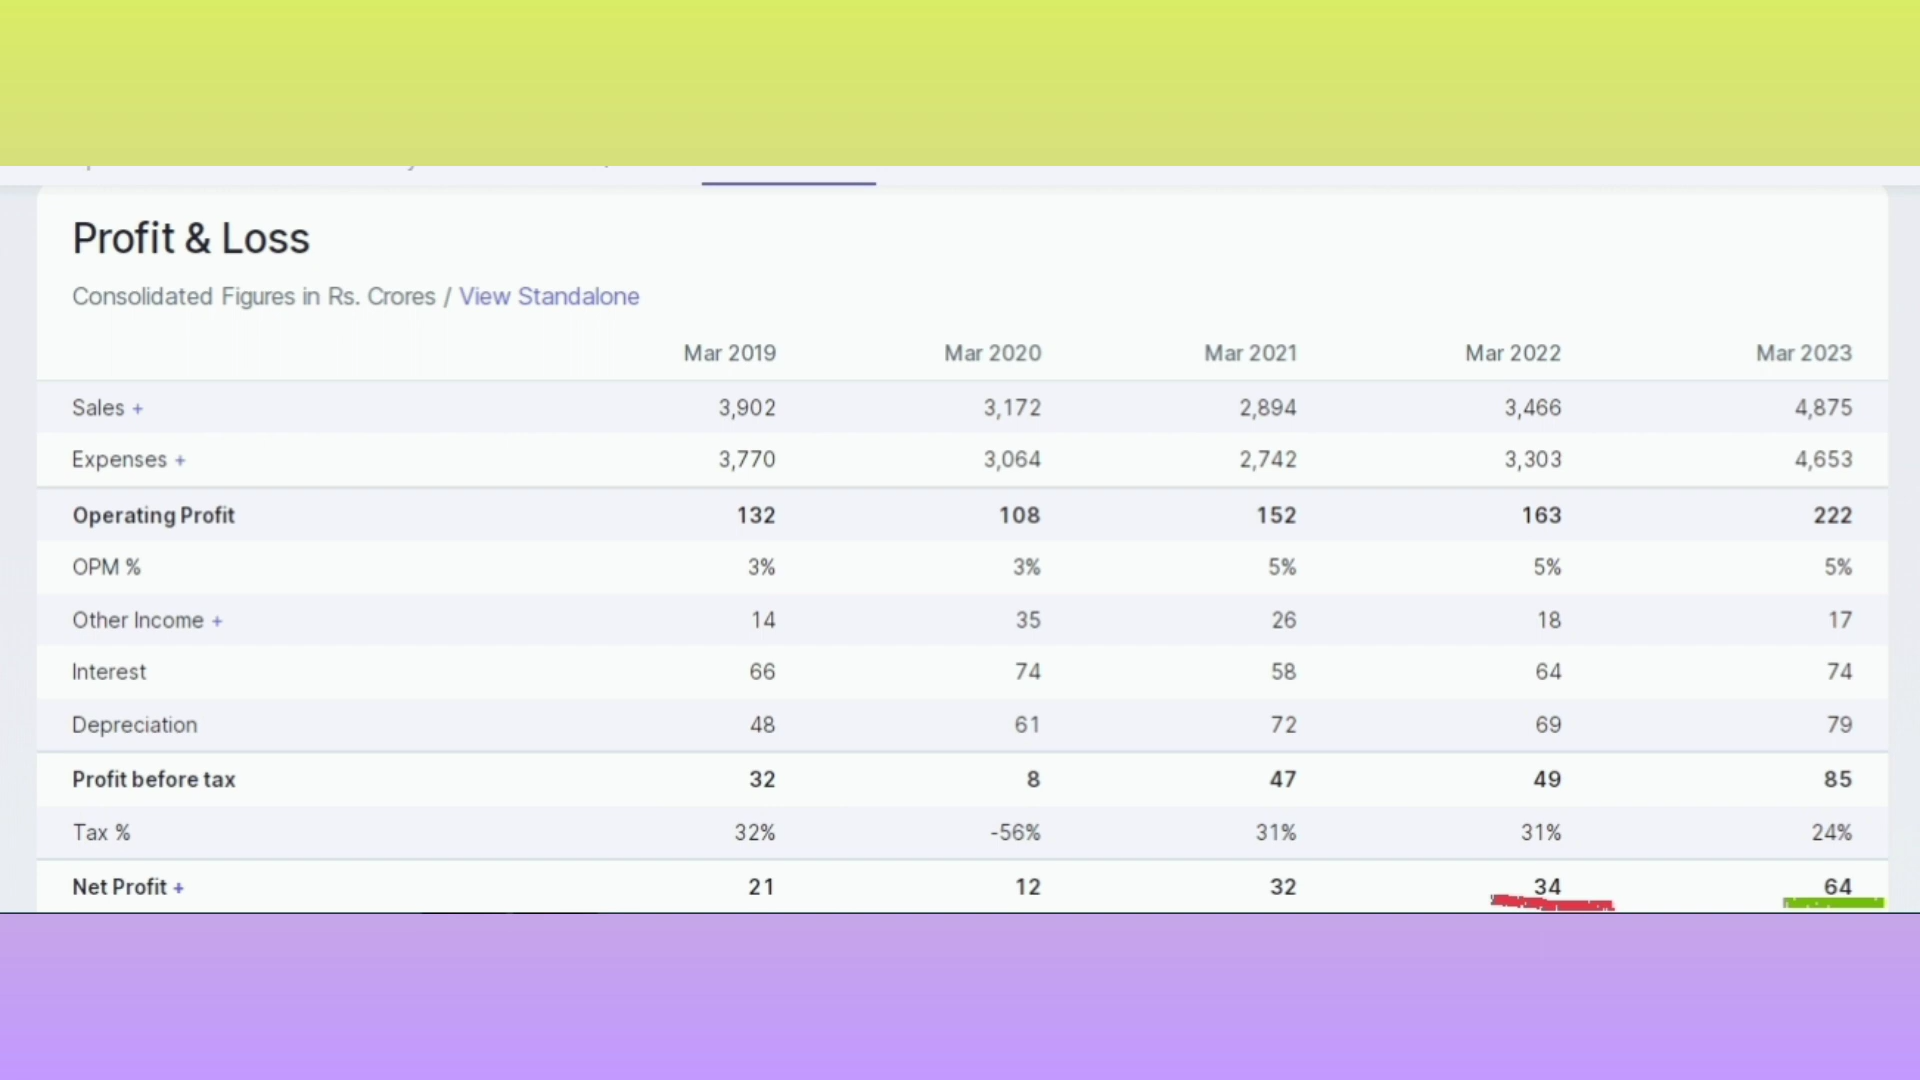 Profit & Loss
Consolidated Figures in Rs. Crores / View Standalone
Mar 2019 Mar 2020 Mar 2021 Mar 2022 Mar 2023
Sales + 3,902 3,172 2,894 3,466 4,875
Expenses + 3,770 3,064 2,742 3,303 4,653
Operating Profit 132 108 152 163 222
OPM % 3% 3% 5% 5% 5%
Other Income + 14 35 26 18 17
Interest 66 74 58 64 74
Depreciation 48 61 72 69 79
Profit before tax 32 8 47 49 85
Tax % 32% -56% 31% 31% 24%
Net Profit + 21 12 32 34 64